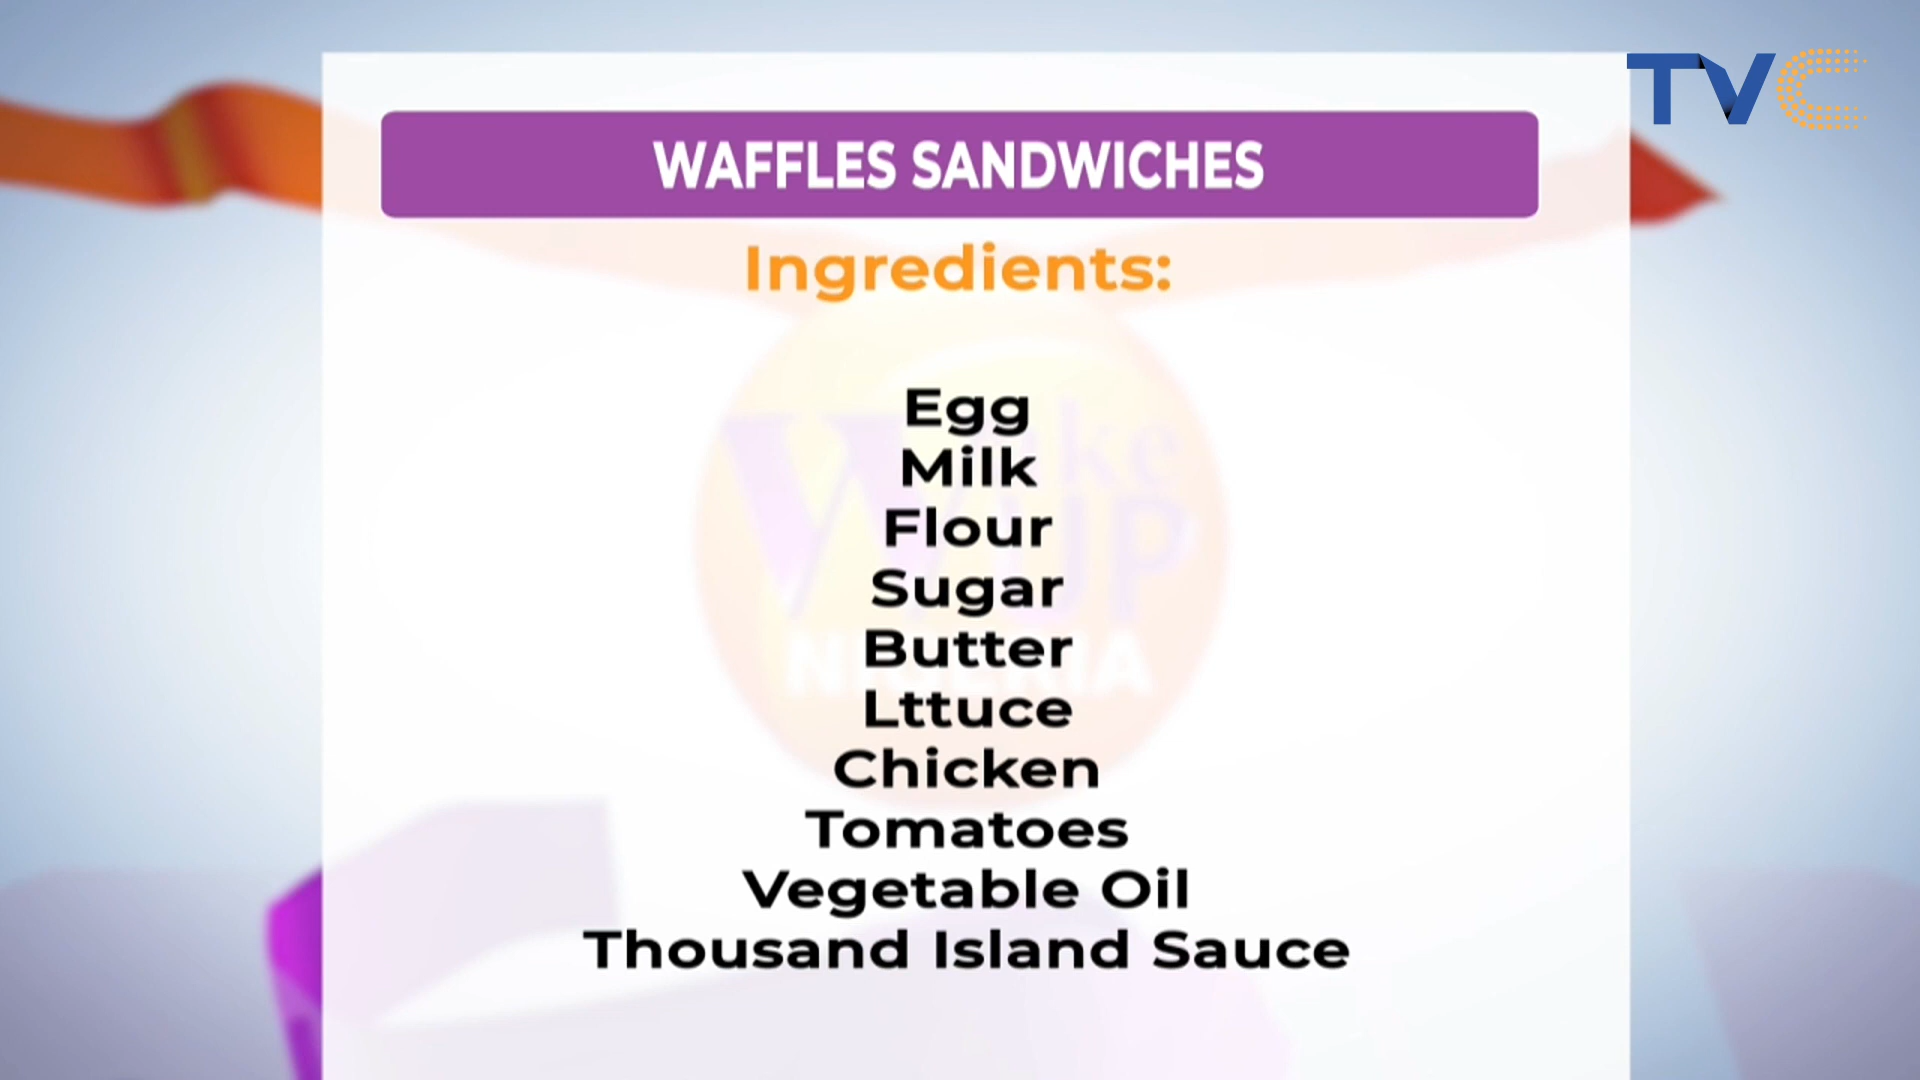 TVC
WAFFLES SANDWICHES
Ingredients:
Egg
Milk
Flour
Sugar
Butter
Lttuce
Chicken
Tomatoes
Vegetable Oil
Thousand Island Sauce